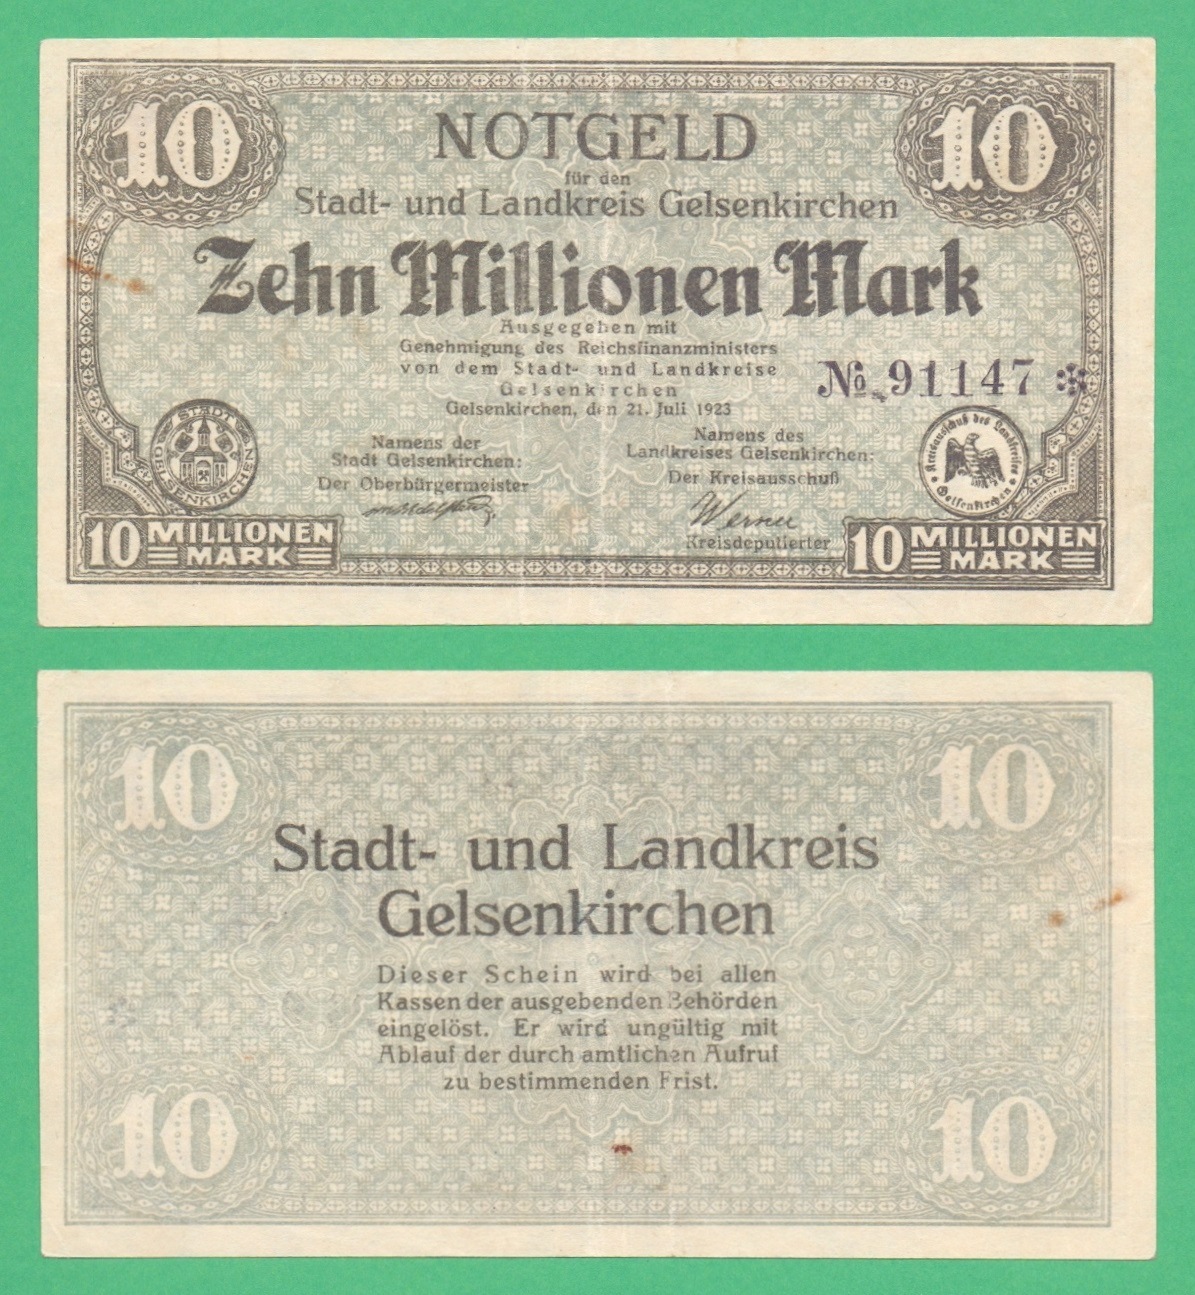 10
10
NOTGELD
für den
Stadt- und Landkreis Gelsenkirchen
Zehn Millionen Mark
Ausgegeben mit
Genehmigung des Reichsfinanzministers
von dem Stadt- und Landkreise
Gelsenkirchen
Gelsenkirchen, den 21. Juli 1923
№ 91147 *
STADT GELSENKIRCHEN
Namens der
Stadt Gelsenkirchen:
Der Oberbürgermeister
Namens des
Landkreises Gelsenkirchen:
Der Kreisausschuß
Werner
Kreisdeputierter
Kreisausschuß des Landkreises Gelsenkirchen
10 MILLIONEN
MARK
10 MILLIONEN
MARK
10
10
Stadt- und Landkreis
Gelsenkirchen
Dieser Schein wird bei allen
Kassen der ausgebenden Behörden
eingelöst. Er wird ungültig mit
Ablauf der durch amtlichen Aufruf
zu bestimmenden Frist.
10
10